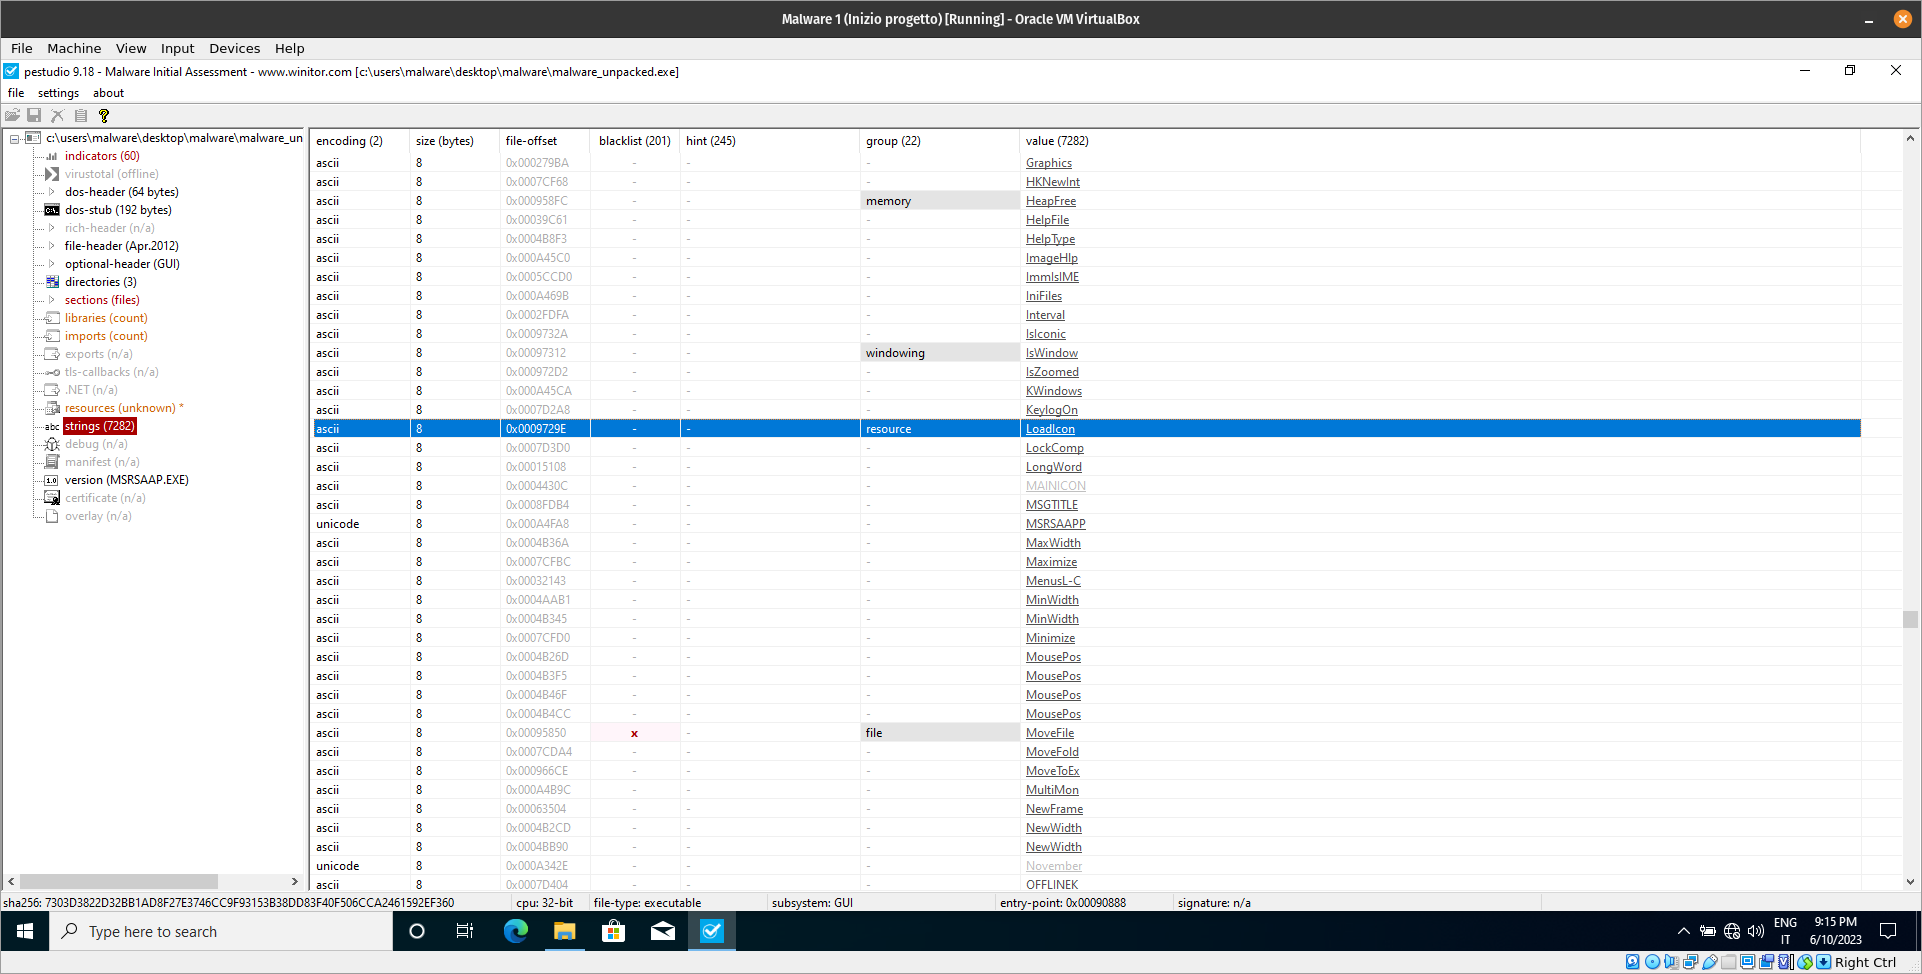 Malware 1 (Inizio progetto) [Running] - Oracle VM VirtualBox
File Machine View Input Devices Help
pestudio 9.18 - Malware Initial Assessment - www.winitor.com [c:\users\malware\desktop\malware\malware_unpacked.exe]
file settings about
c:\users\malware\desktop\malware\malware_un
indicators (60)
virustotal (offline)
dos-header (64 bytes)
dos-stub (192 bytes)
rich-header (n/a)
file-header (Apr.2012)
optional-header (GUI)
directories (3)
sections (files)
libraries (count)
imports (count)
exports (n/a)
tls-callbacks (n/a)
.NET (n/a)
resources (unknown) *
abc strings (7282)
debug (n/a)
manifest (n/a)
1.0 version (MSRSAAP.EXE)
certificate (n/a)
overlay (n/a)
encoding (2) size (bytes) file-offset blacklist (201) hint (245) group (22) value (7282)
ascii 8 0x000279BA - - - Graphics
ascii 8 0x0007CF68 - - - HKNewInt
ascii 8 0x000958FC - - memory HeapFree
ascii 8 0x00039C61 - - - HelpFile
ascii 8 0x0004B8F3 - - - HelpType
ascii 8 0x000A45C0 - - - ImageHlp
ascii 8 0x0005CCD0 - - - ImmIsIME
ascii 8 0x000A469B - - - IniFiles
ascii 8 0x0002FDFA - - - Interval
ascii 8 0x0009732A - - - IsIconic
ascii 8 0x00097312 - - windowing IsWindow
ascii 8 0x000972D2 - - - IsZoomed
ascii 8 0x000A45CA - - - KWindows
ascii 8 0x0007D2A8 - - - KeylogOn
ascii 8 0x0009729E - - resource LoadIcon
ascii 8 0x0007D3D0 - - - LockComp
ascii 8 0x00015108 - - - LongWord
ascii 8 0x0004430C - - - MAINICON
ascii 8 0x0008FDB4 - - - MSGTITLE
unicode 8 0x000A4FA8 - - - MSRSAAPP
ascii 8 0x0004B36A - - - MaxWidth
ascii 8 0x0007CFBC - - - Maximize
ascii 8 0x00032143 - - - MenusL-C
ascii 8 0x0004AAB1 - - - MinWidth
ascii 8 0x0004B345 - - - MinWidth
ascii 8 0x0007CFD0 - - - Minimize
ascii 8 0x0004B26D - - - MousePos
ascii 8 0x0004B3F5 - - - MousePos
ascii 8 0x0004B46F - - - MousePos
ascii 8 0x0004B4CC - - - MousePos
ascii 8 0x00095850 x - file MoveFile
ascii 8 0x0007CDA4 - - - MoveFold
ascii 8 0x000966CE - - - MoveToEx
ascii 8 0x000A4B9C - - - MultiMon
ascii 8 0x00063504 - - - NewFrame
ascii 8 0x0004B2CD - - - NewWidth
ascii 8 0x0004BB90 - - - NewWidth
unicode 8 0x000A342E - - - November
ascii 8 0x0007D404 - - - OFFLINEK
sha256: 7303D3822D32BB1AD8F27E3746CC9F93153B38DD83F40F506CCA2461592EF360 cpu: 32-bit file-type: executable subsystem: GUI entry-point: 0x00090888 signature: n/a
Type here to search
ENG
IT
9:15 PM
6/10/2023
Right Ctrl